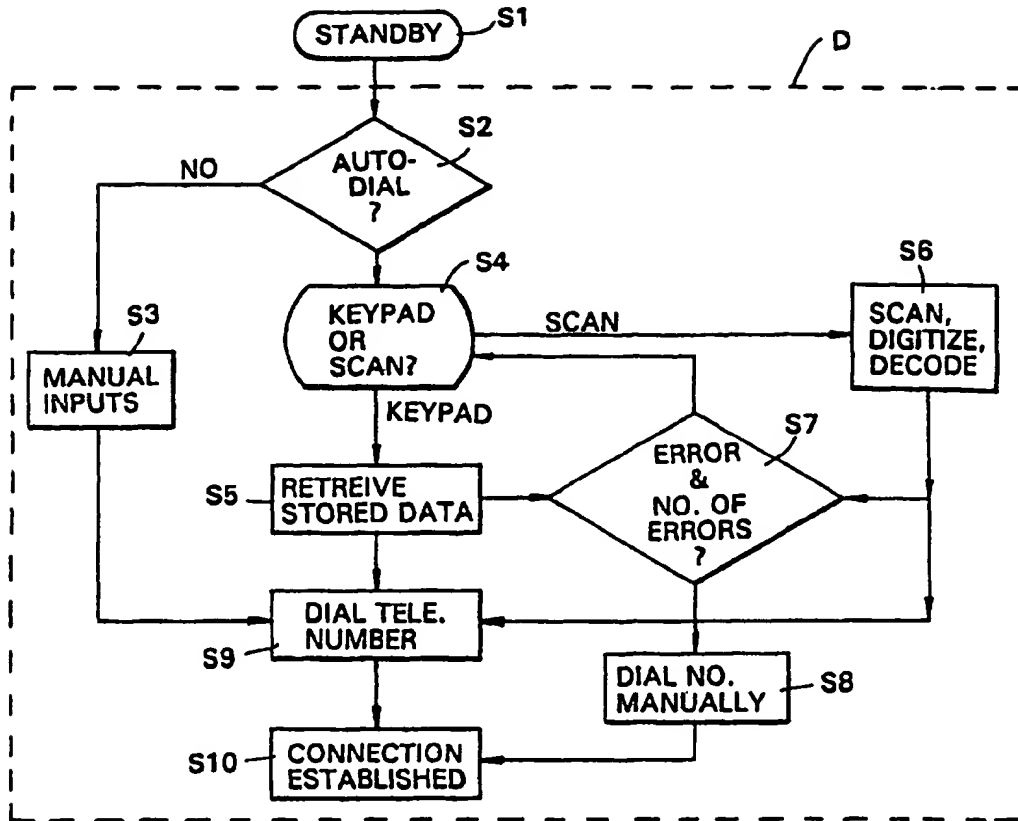 STANDBY
S1
D
S2
AUTO-
DIAL
?
NO
S4
KEYPAD
OR
SCAN?
SCAN
S6
SCAN,
DIGITIZE,
DECODE
S3
MANUAL
INPUTS
KEYPAD
S5
RETREIVE
STORED DATA
S7
ERROR
&
NO. OF
ERRORS
?
DIAL TELE.
NUMBER
S9
DIAL NO.
MANUALLY
S8
S10
CONNECTION
ESTABLISHED